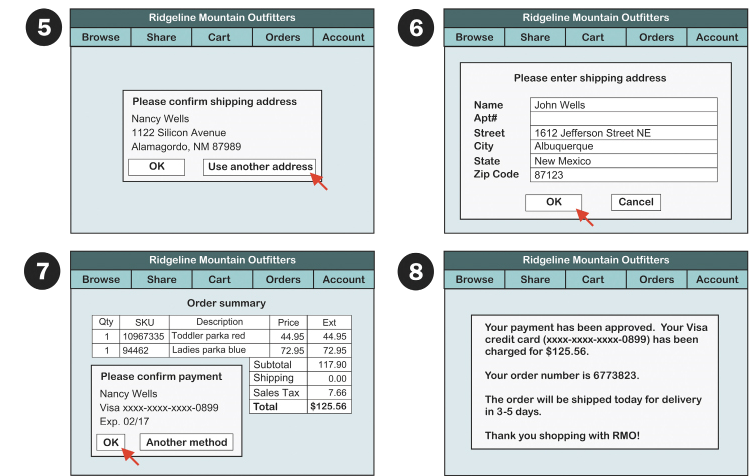 5
Ridgeline Mountain Outfitters
Browse Share Cart Orders Account
Please confirm shipping address
Nancy Wells
1122 Silicon Avenue
Alamagordo, NM 87989
OK Use another address
6
Ridgeline Mountain Outfitters
Browse Share Cart Orders Account
Please enter shipping address
Name John Wells
Apt#
Street 1612 Jefferson Street NE
City Albuquerque
State New Mexico
Zip Code 87123
OK Cancel
7
Ridgeline Mountain Outfitters
Browse Share Cart Orders Account
Order summary
Qty SKU Description Price Ext
1 10967335 Toddler parka red 44.95 44.95
1 94462 Ladies parka blue 72.95 72.95
Subtotal 117.90
Shipping 0.00
Sales Tax 7.66
Total $125.56
Please confirm payment
Nancy Wells
Visa xxxx-xxxx-xxxx-0899
Exp. 02/17
OK Another method
8
Ridgeline Mountain Outfitters
Browse Share Cart Orders Account
Your payment has been approved. Your Visa
credit card (xxxx-xxxx-xxxx-0899) has been
charged for $125.56.
Your order number is 6773823.
The order will be shipped today for delivery
in 3-5 days.
Thank you shopping with RMO!